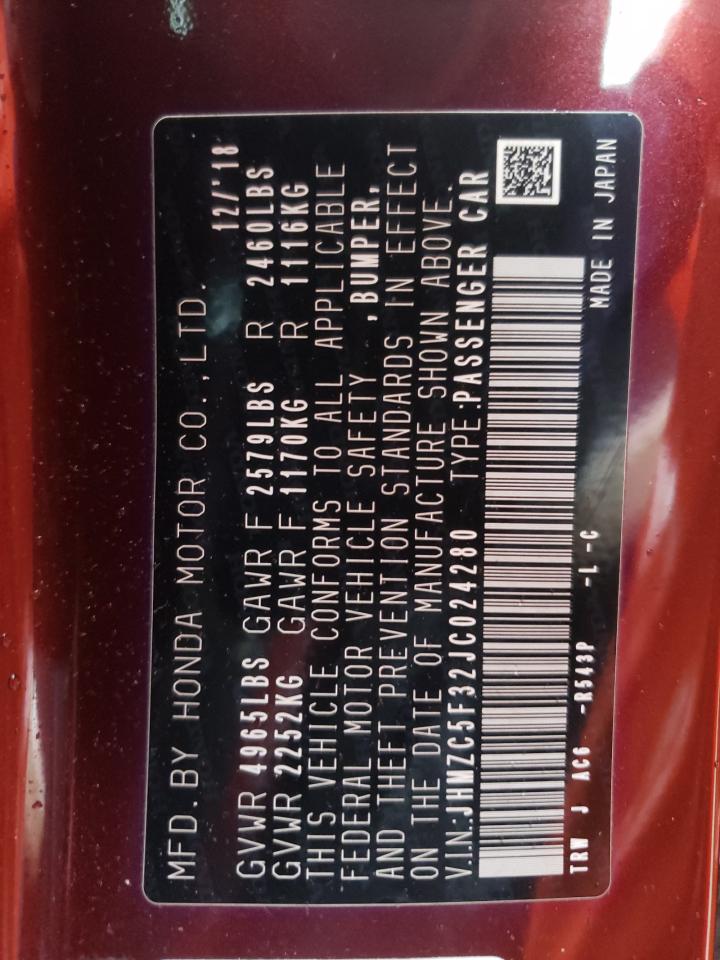 MFD. BY HONDA MOTOR CO., LTD.
12/'18
GVWR 4965LBS GAWR F 2579LBS R 2460LBS
GVWR 2252KG GAWR F 1170KG R 1116KG
THIS VEHICLE CONFORMS TO ALL APPLICABLE
FEDERAL MOTOR VEHICLE SAFETY ,BUMPER,
AND THEFT PREVENTION STANDARDS IN EFFECT
ON THE DATE OF MANUFACTURE SHOWN ABOVE.
V.I.N:JHMZC5F32JC024280 TYPE:PASSENGER CAR
TRW J AC6 -R543P -L-C
MADE IN JAPAN